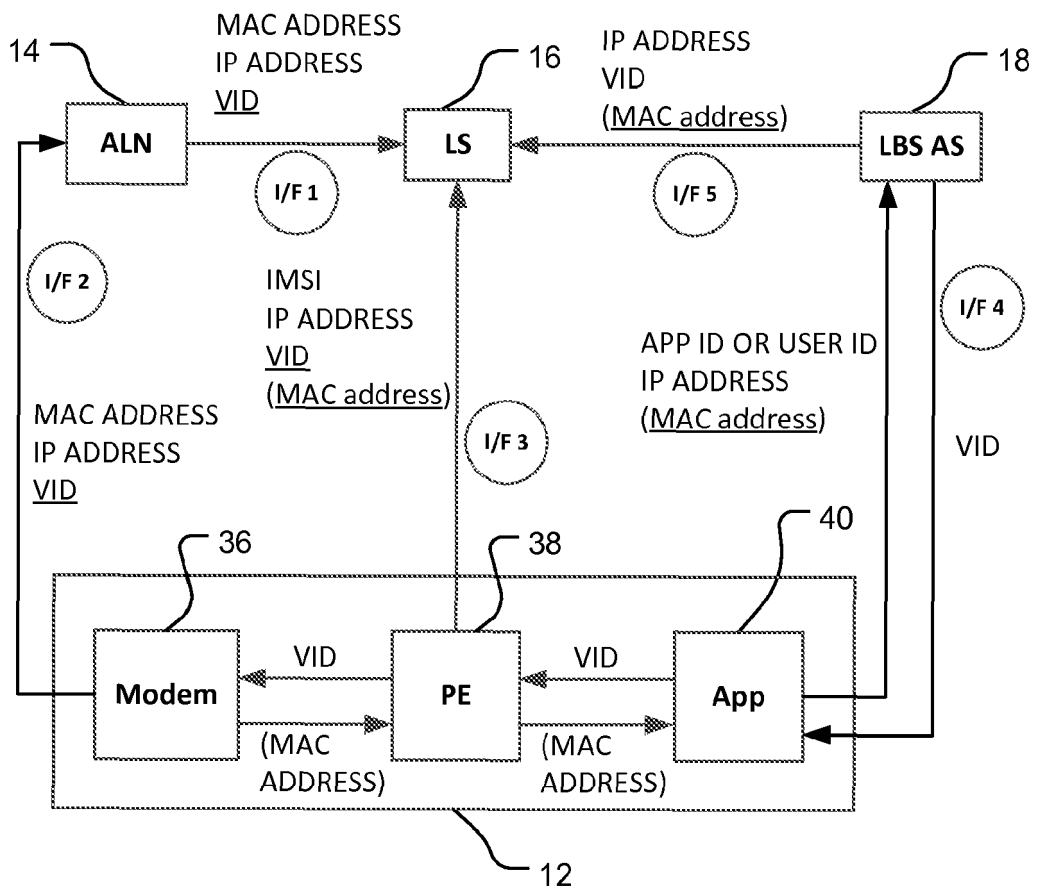 MAC ADDRESS
IP ADDRESS
VID
14
16
IP ADDRESS
VID
(MAC address)
18
ALN
LS
LBS AS
I/F 1
I/F 5
I/F 2
I/F 4
IMSI
IP ADDRESS
VID
(MAC address)
APP ID OR USER ID
IP ADDRESS
(MAC address)
MAC ADDRESS
IP ADDRESS
VID
I/F 3
VID
36
38
40
Modem
VID
PE
VID
App
(MAC
ADDRESS)
(MAC
ADDRESS)
12